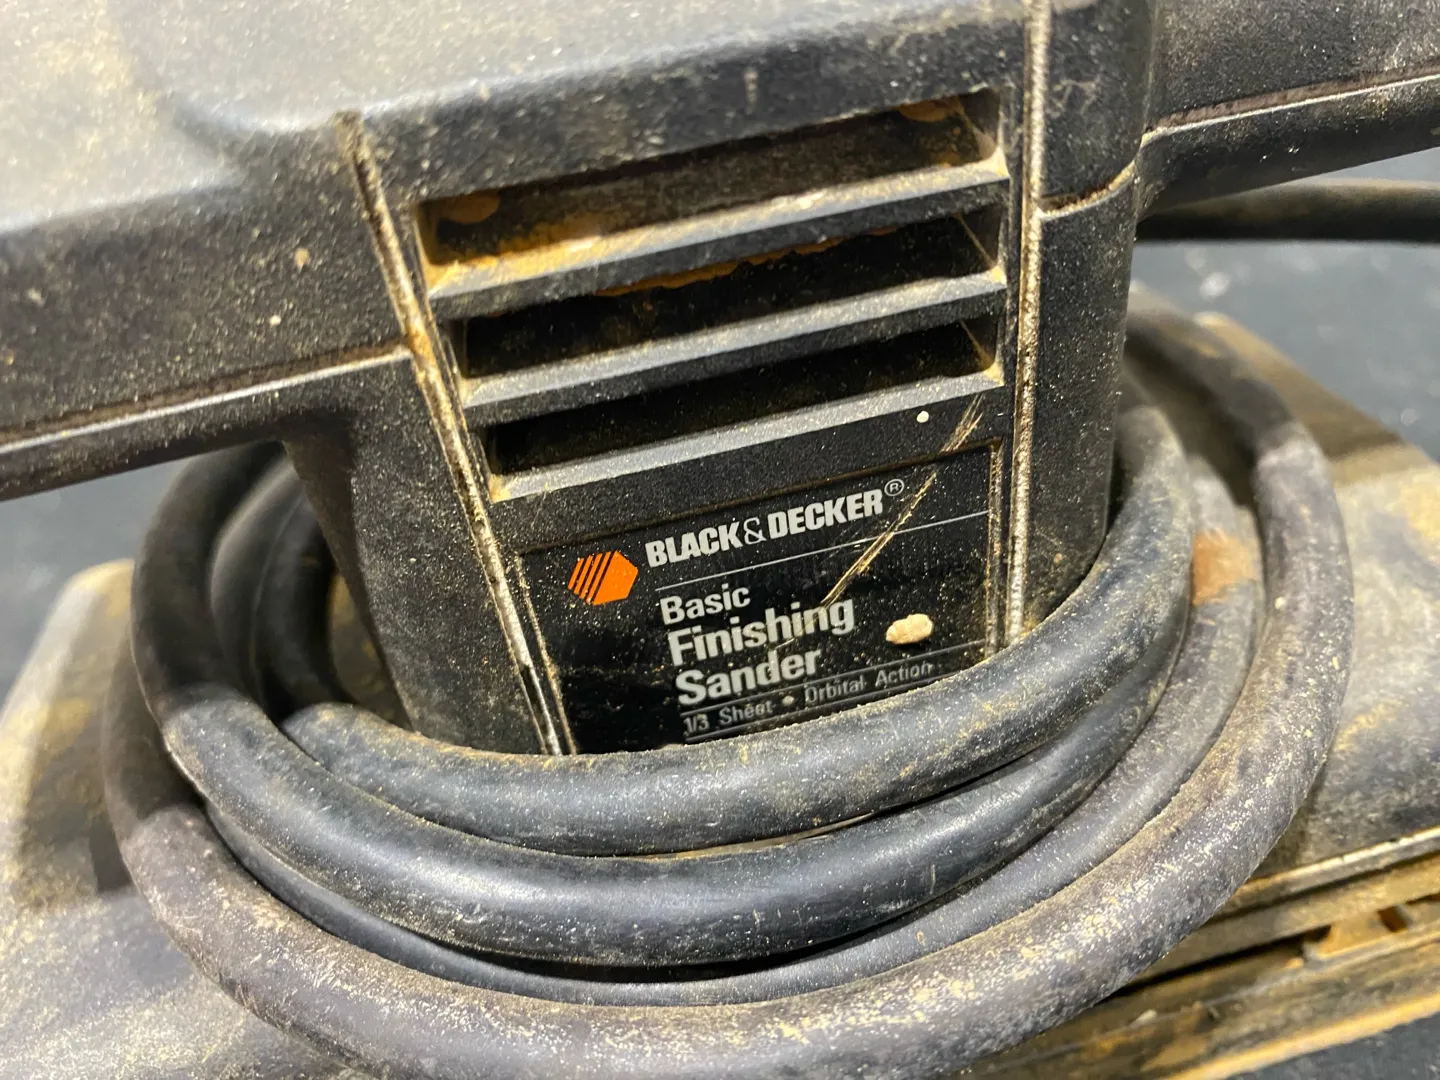 BLACK & DECKER®
Basic
Finishing
Sander
1/3 Sheet • Orbital Action